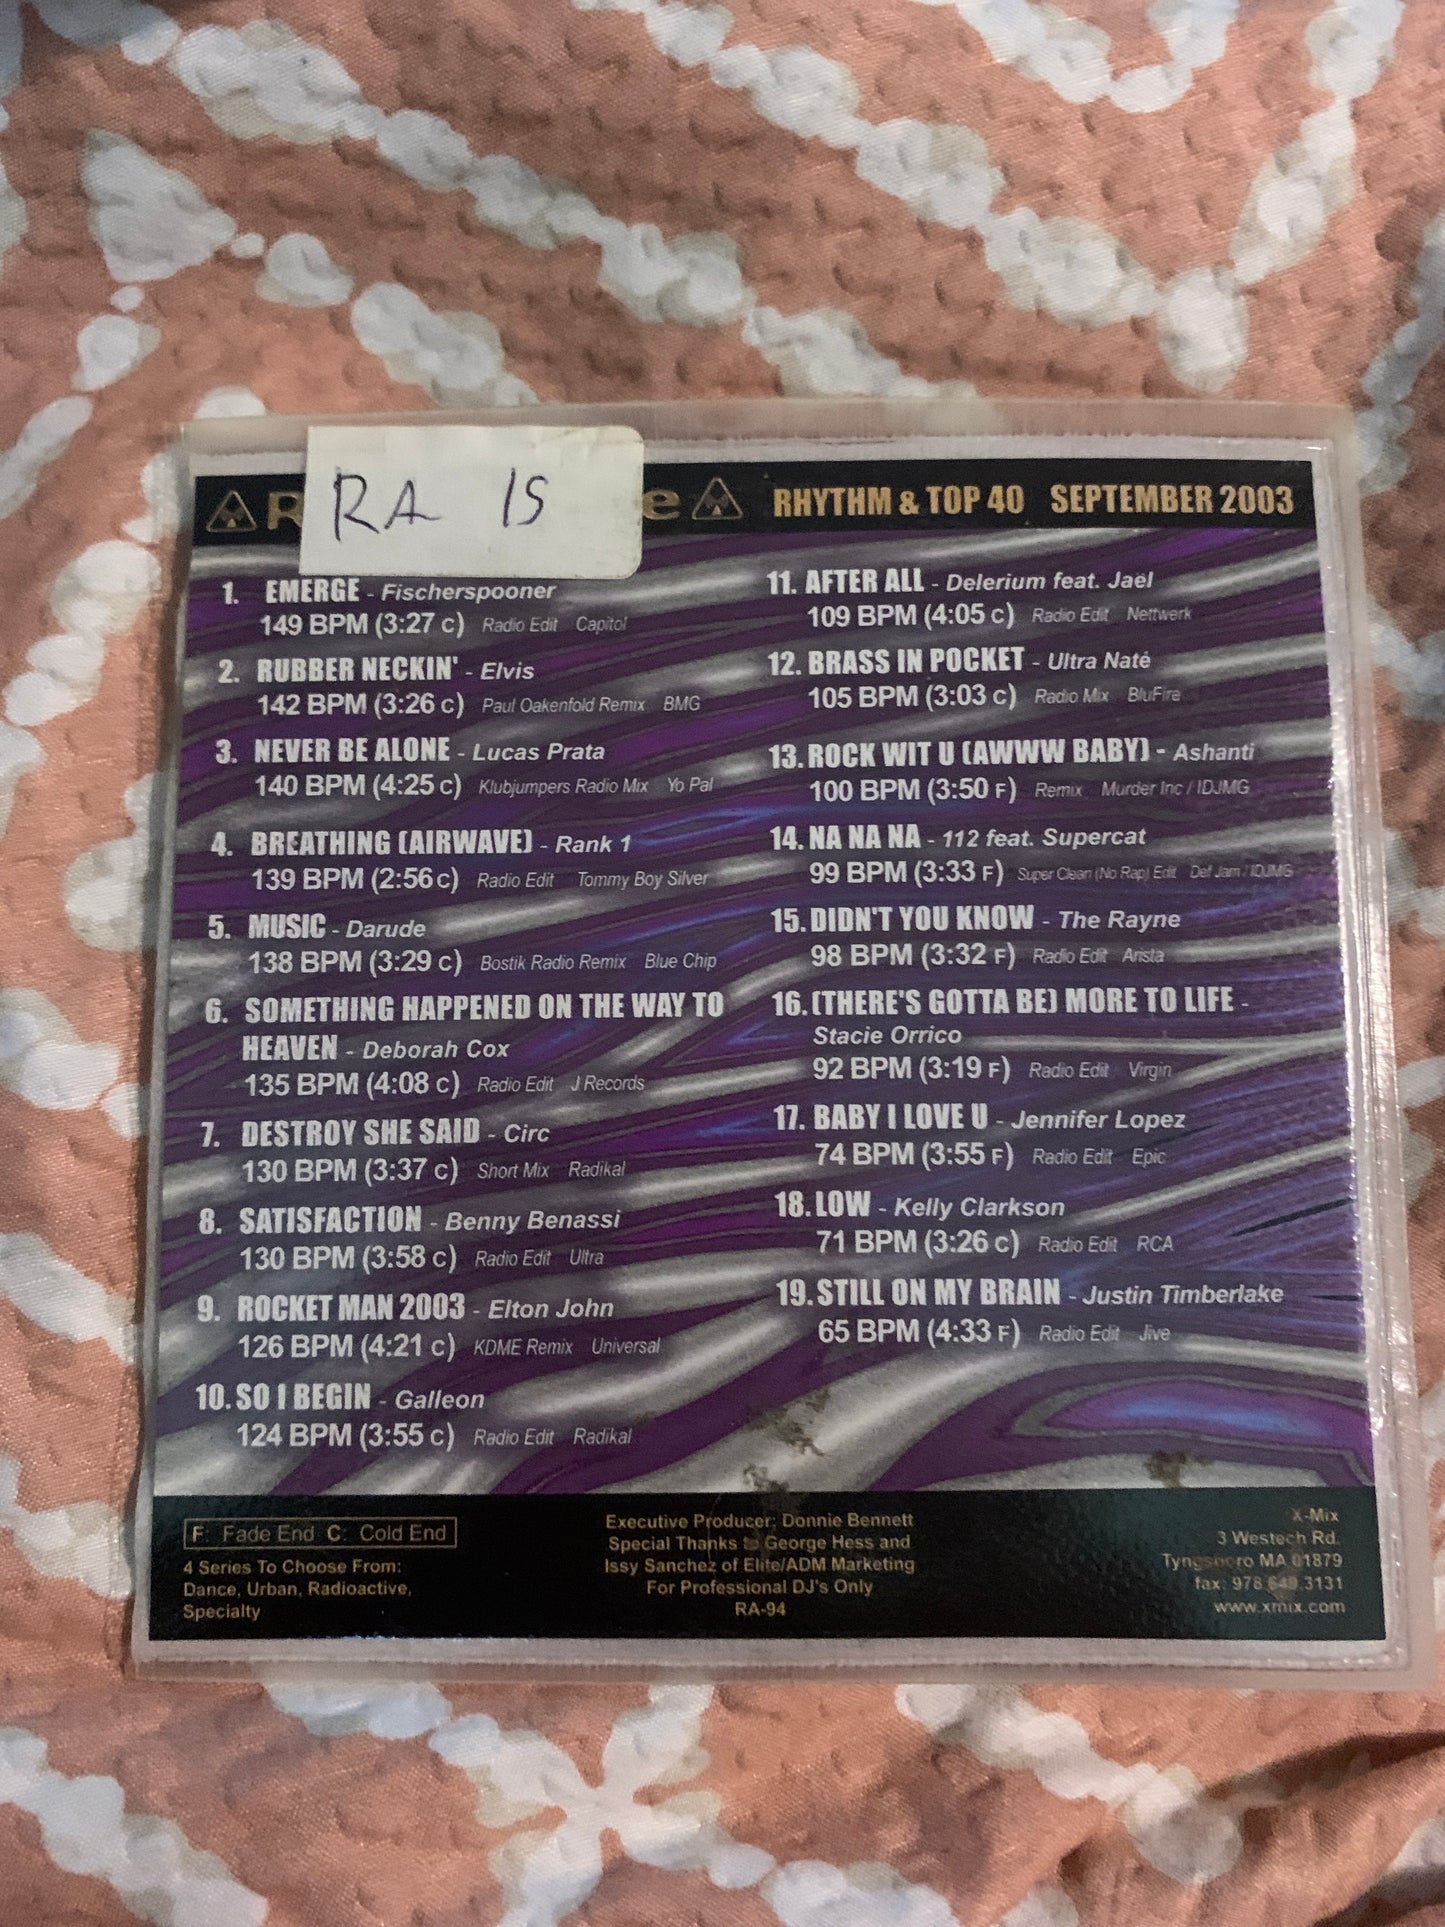 RA 15
R e RHYTHM & TOP 40 SEPTEMBER 2003
1. EMERGE - Fischerspooner
149 BPM (3:27 C) Radio Edit Capitol
2. RUBBER NECKIN' - Elvis
142 BPM (3:26 C) Paul Oakenfold Remix BMG
3. NEVER BE ALONE - Lucas Prata
140 BPM (4:25 C) Klubjumpers Radio Mix Yo Pal
4. BREATHING (AIRWAVE) - Rank 1
139 BPM (2:56 C) Radio Edit Tommy Boy Silver
5. MUSIC - Darude
138 BPM (3:29 C) Bostik Radio Remix Blue Chip
6. SOMETHING HAPPENED ON THE WAY TO
HEAVEN - Deborah Cox
135 BPM (4:08 C) Radio Edit J Records
7. DESTROY SHE SAID - Circ
130 BPM (3:37 C) Short Mix Radikal
8. SATISFACTION - Benny Benassi
130 BPM (3:58 C) Radio Edit Ultra
9. ROCKET MAN 2003 - Elton John
126 BPM (4:21 C) KDME Remix Universal
10. SO I BEGIN - Galleon
124 BPM (3:55 C) Radio Edit Radikal
11. AFTER ALL - Delerium feat. Jael
109 BPM (4:05 C) Radio Edit Nettwerk
12. BRASS IN POCKET - Ultra Naté
105 BPM (3:03 C) Radio Mix BluFire
13. ROCK WIT U (AWWW BABY) - Ashanti
100 BPM (3:50 F) Remix Murder Inc / IDJMG
14. NA NA NA - 112 feat. Supercat
99 BPM (3:33 F) Super Clean (No Rap) Edit Def Jam / IDJMG
15. DIDN'T YOU KNOW - The Rayne
98 BPM (3:32 F) Radio Edit Arista
16. (THERE'S GOTTA BE) MORE TO LIFE -
Stacie Orrico
92 BPM (3:19 F) Radio Edit Virgin
17. BABY I LOVE U - Jennifer Lopez
74 BPM (3:55 F) Radio Edit Epic
18. LOW - Kelly Clarkson
71 BPM (3:26 C) Radio Edit RCA
19. STILL ON MY BRAIN - Justin Timberlake
65 BPM (4:33 F) Radio Edit Jive
F: Fade End C: Cold End
4 Series To Choose From:
Dance, Urban, Radioactive,
Specialty
Executive Producer: Donnie Bennett
Special Thanks to George Hess and
Issy Sanchez of Elite/ADM Marketing
For Professional DJ's Only
RA-94
X-Mix
3 Westech Rd.
Tyngsboro MA 01879
fax: 978.649.3131
www.xmix.com